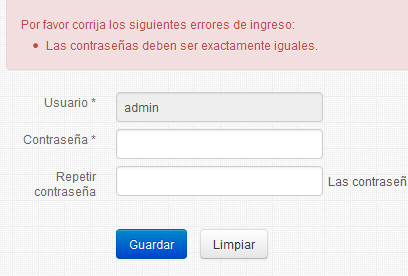 Por favor corrija los siguientes errores de ingreso:
• Las contraseñas deben ser exactamente iguales.
Usuario *
admin
Contraseña *
Repetir
contraseña
Las contraseñ
Guardar
Limpiar